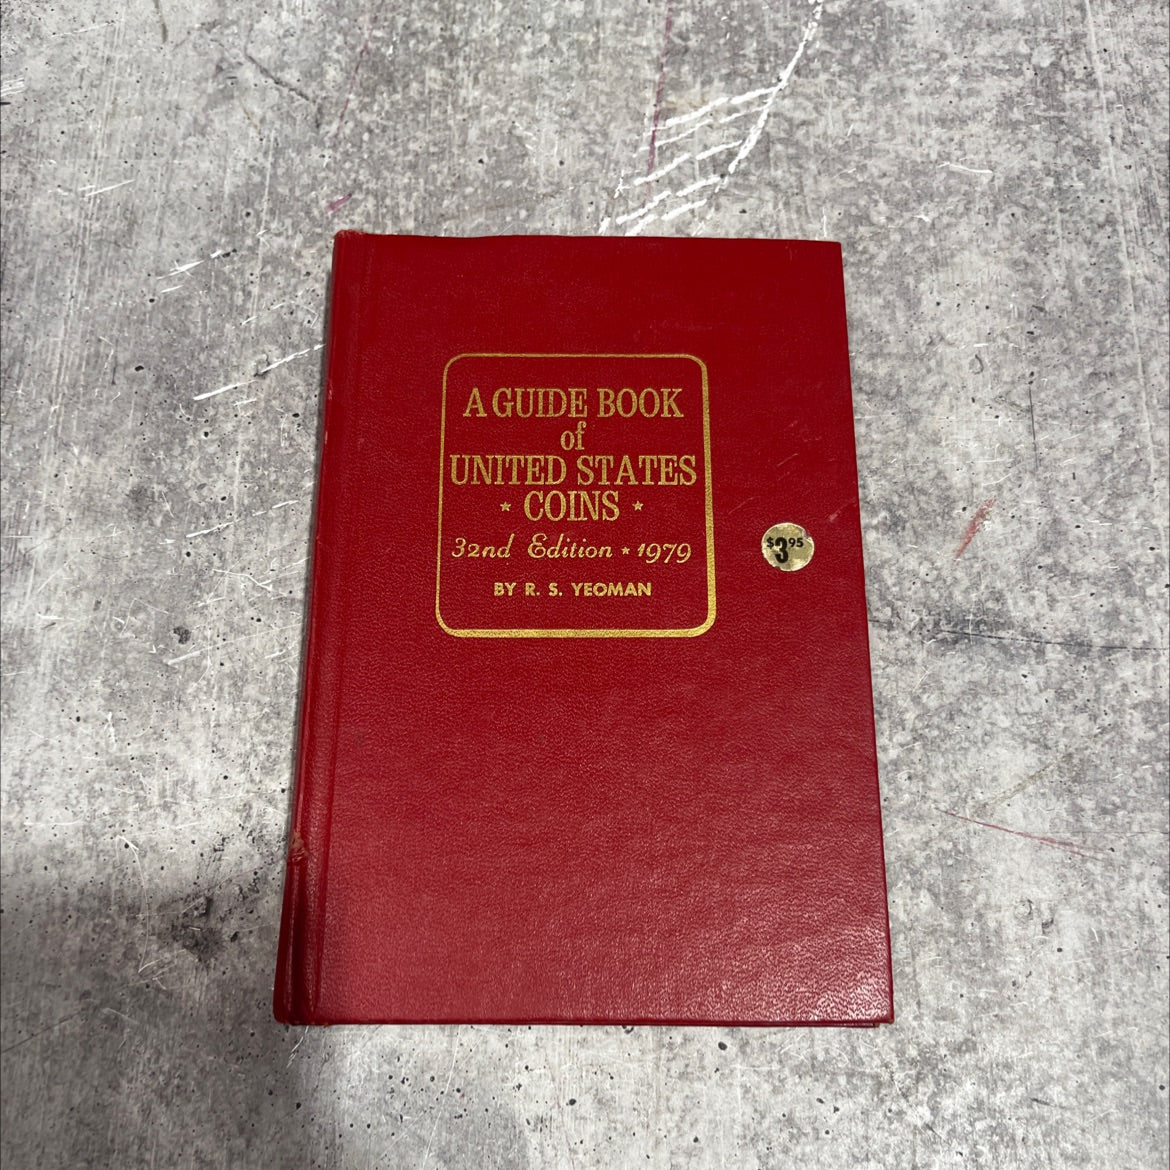 A GUIDE BOOK
of
UNITED STATES
★ COINS ★
32nd Edition ★ 1979
BY R. S. YEOMAN
$3.95